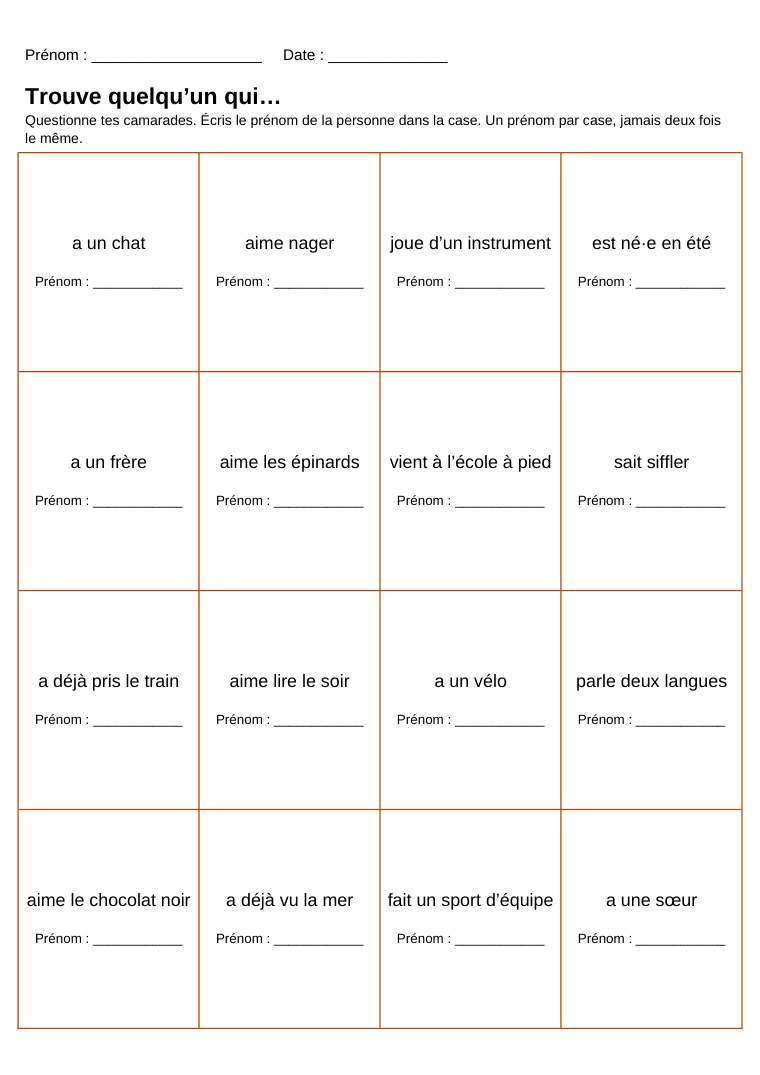 Prénom : _____________________ Date : ______________
Trouve quelqu’un qui…
Questionne tes camarades. Écris le prénom de la personne dans la case. Un prénom par case, jamais deux fois
le même.
a un chat
Prénom : ____________
aime nager
Prénom : ____________
joue d’un instrument
Prénom : ____________
est né·e en été
Prénom : ____________
a un frère
Prénom : ____________
aime les épinards
Prénom : ____________
vient à l’école à pied
Prénom : ____________
sait siffler
Prénom : ____________
a déjà pris le train
Prénom : ____________
aime lire le soir
Prénom : ____________
a un vélo
Prénom : ____________
parle deux langues
Prénom : ____________
aime le chocolat noir
Prénom : ____________
a déjà vu la mer
Prénom : ____________
fait un sport d’équipe
Prénom : ____________
a une sœur
Prénom : ____________